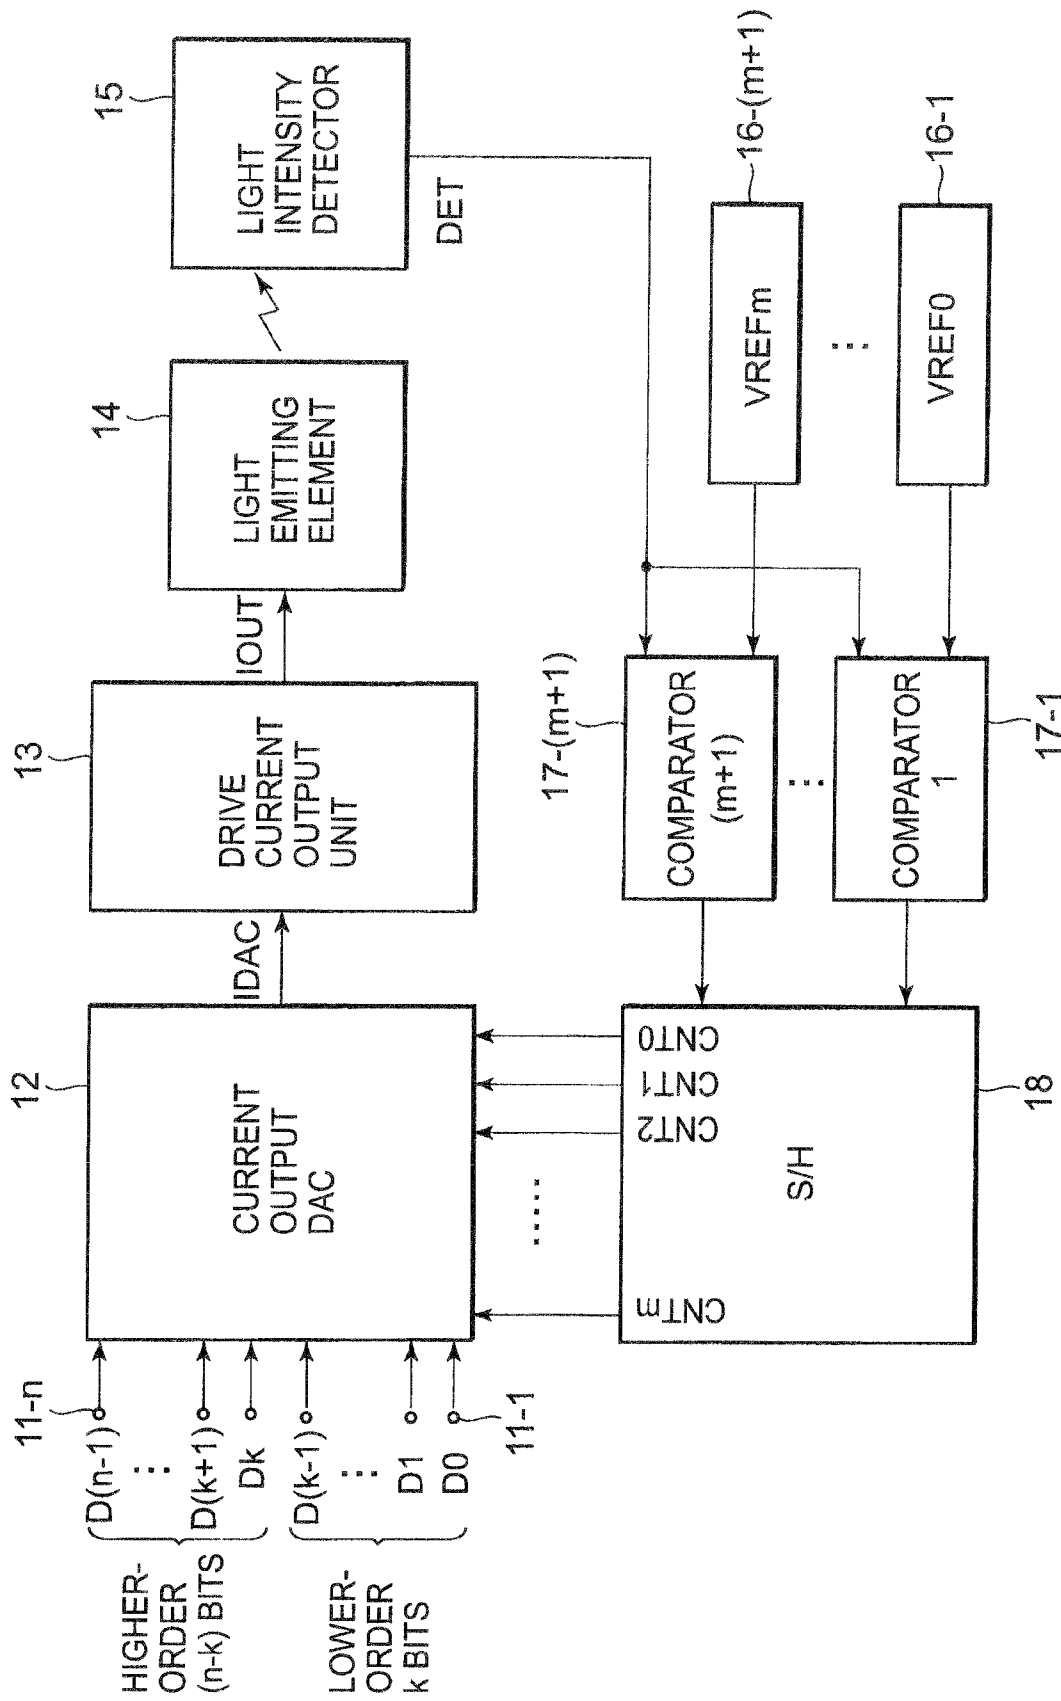 HIGHER-
ORDER
(n-k) BITS
LOWER-
ORDER
k BITS
D(n-1)
D(k+1)
Dk
D(k-1)
D1
D0
11-n
11-1
12
CURRENT
OUTPUT
DAC
IDAC
13
DRIVE
CURRENT
OUTPUT
UNIT
IOUT
14
LIGHT
EMITTING
ELEMENT
15
LIGHT
INTENSITY
DETECTOR
DET
CNTm
CNT2
CNT1
CNT0
S/H
18
17-(m+1)
COMPARATOR
(m+1)
COMPARATOR
1
17-1
VREFm
16-(m+1)
VREF0
16-1